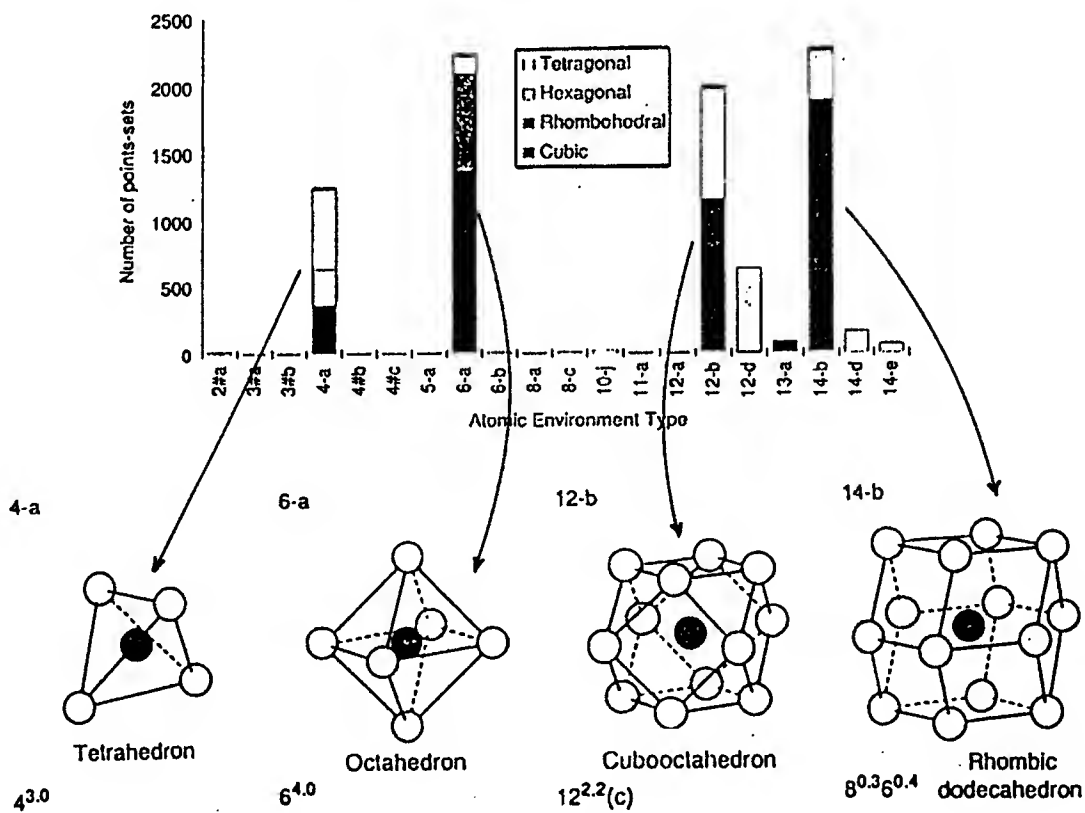 2500
2000
1500
1000
500
0
Number of points-sets
Tetragonal
Hexagonal
Rhombohodral
Cubic
2#a 3#a 3#b 4-a 4#b 4#c 5-a 6-a 6-b 8-a 8-c 10-j 11-a 12-a 12-b 12-d 13-a 14-b 14-d 14-e
Atomic Environment Type
4-a 6-a 12-b 14-b
Tetrahedron Octahedron Cubooctahedron Rhombic
dodecahedron
4^3.0 6^4.0 12^2.2(c) 8^0.3 6^0.4